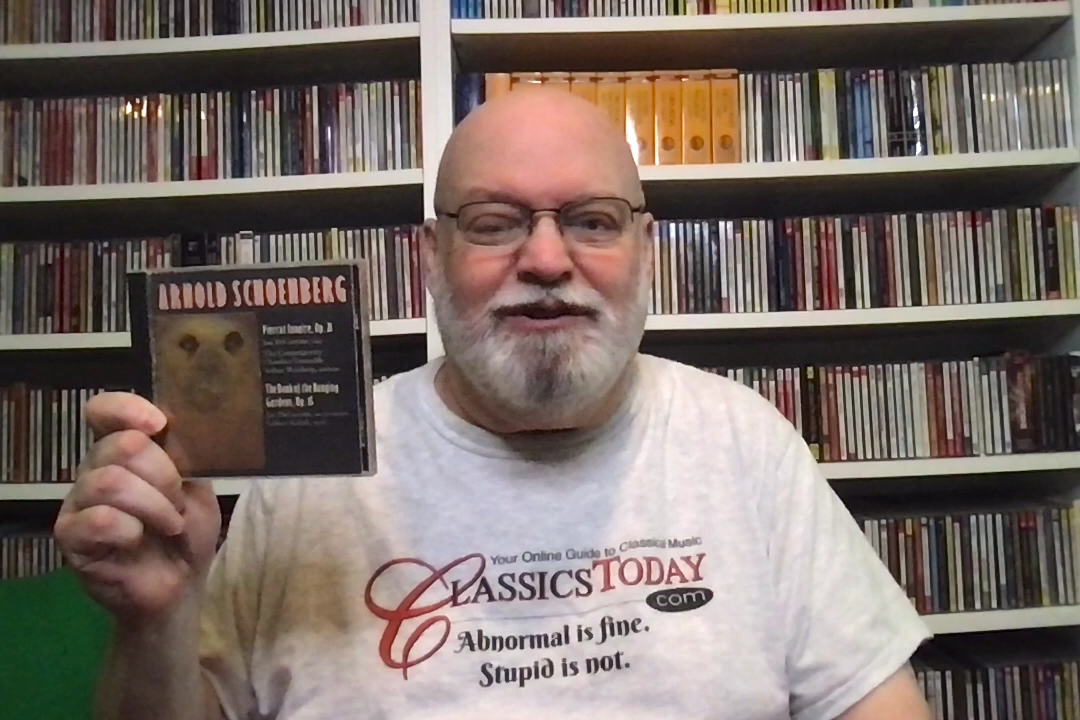 ARNOLD SCHOENBERG
Pierrot lunaire, Op. 21
The Book of the Hanging
Gardens, Op. 15
Your Online Guide to Classical Music
CLASSICSTODAY
com
Abnormal is fine.
Stupid is not.